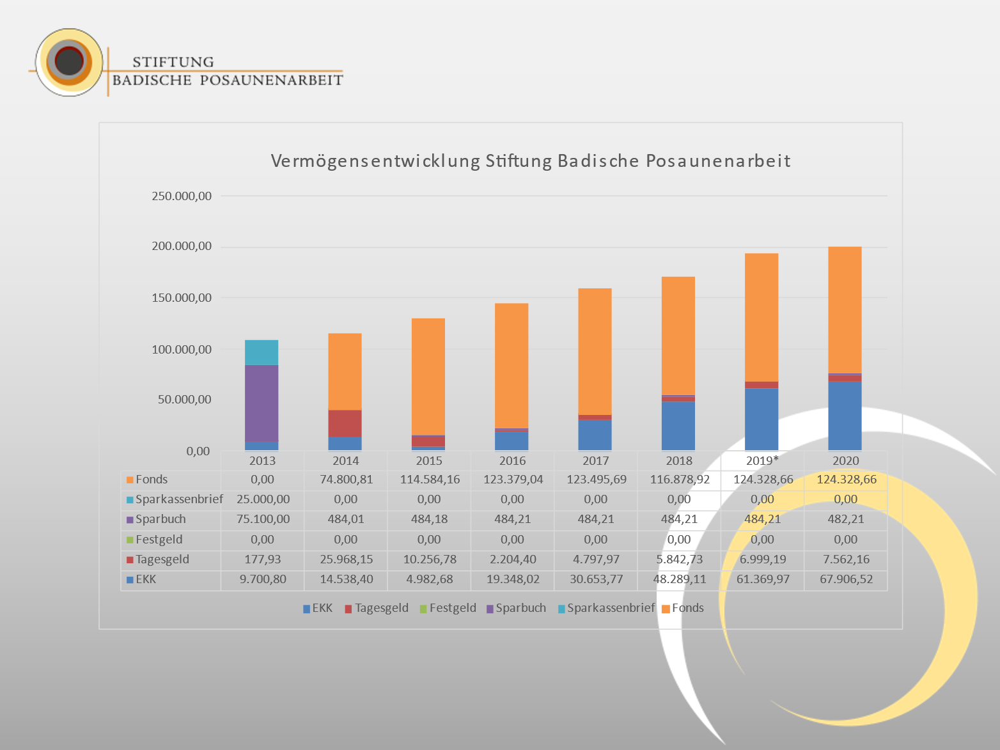 STIFTUNG
BADISCHE POSAUNENARBEIT
Vermögensentwicklung Stiftung Badische Posaunenarbeit
250.000,00
200.000,00
150.000,00
100.000,00
50.000,00
0,00
2013 2014 2015 2016 2017 2018 2019* 2020
Fonds 0,00 74.800,81 114.584,16 123.379,04 123.495,69 116.878,92 124.328,66 124.328,66
Sparkassenbrief 25.000,00 0,00 0,00 0,00 0,00 0,00 0,00 0,00
Sparbuch 75.100,00 484,01 484,18 484,21 484,21 484,21 484,21 482,21
Festgeld 0,00 0,00 0,00 0,00 0,00 0,00 0,00 0,00
Tagesgeld 177,93 25.968,15 10.256,78 2.204,40 4.797,97 5.842,73 6.999,19 7.562,16
EKK 9.700,80 14.538,40 4.982,68 19.348,02 30.653,77 48.289,11 61.369,97 67.906,52
EKK Tagesgeld Festgeld Sparbuch Sparkassenbrief Fonds